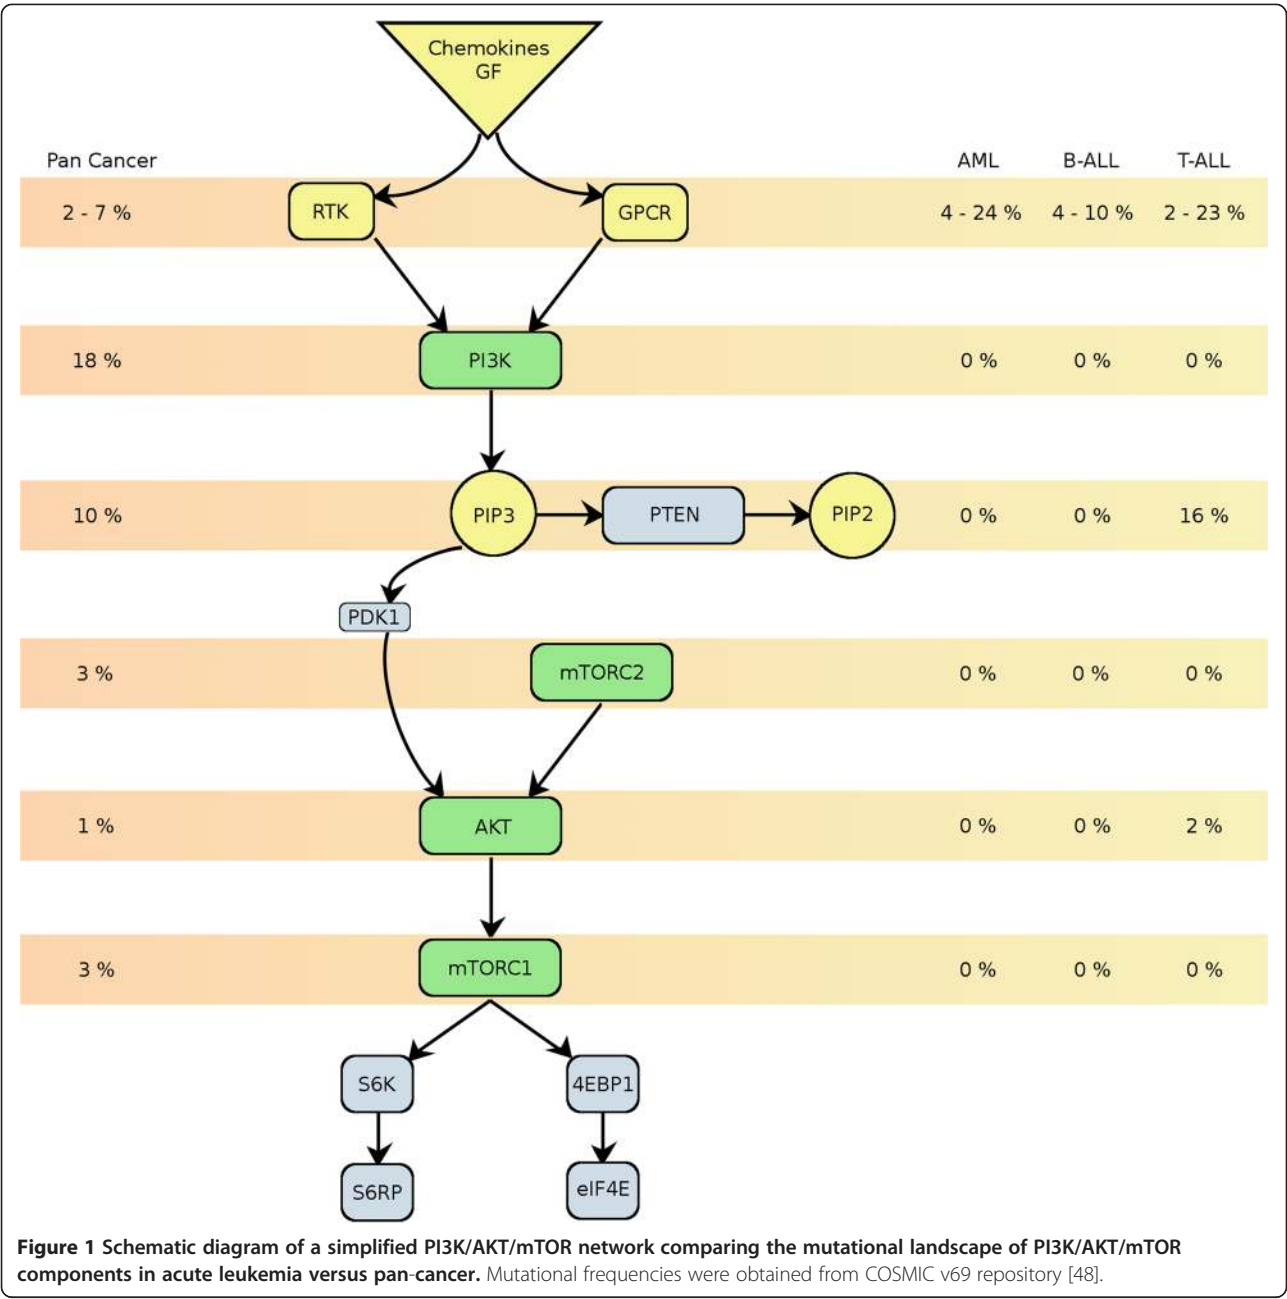 Chemokines
GF
Pan Cancer AML B-ALL T-ALL
2 - 7 % RTK GPCR 4 - 24 % 4 - 10 % 2 - 23 %
18 % PI3K 0 % 0 % 0 %
10 % PIP3 PTEN PIP2 0 % 0 % 16 %
PDK1
3 % mTORC2 0 % 0 % 0 %
1 % AKT 0 % 0 % 2 %
3 % mTORC1 0 % 0 % 0 %
S6K 4EBP1
S6RP eIF4E
Figure 1 Schematic diagram of a simplified PI3K/AKT/mTOR network comparing the mutational landscape of PI3K/AKT/mTOR
components in acute leukemia versus pan-cancer. Mutational frequencies were obtained from COSMIC v69 repository [48].